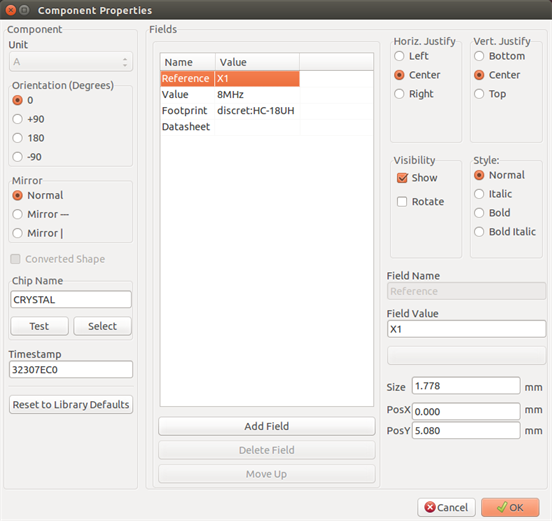 Component Properties
Component
Unit
A
Orientation (Degrees)
0
+90
180
-90
Mirror
Normal
Mirror ---
Mirror |
Converted Shape
Chip Name
CRYSTAL
Test Select
Timestamp
32307EC0
Reset to Library Defaults
Fields
Name Value
Reference X1
Value 8MHz
Footprint discret:HC-18UH
Datasheet
Add Field
Delete Field
Move Up
Horiz. Justify
Left
Center
Right
Vert. Justify
Bottom
Center
Top
Visibility
Show
Rotate
Style:
Normal
Italic
Bold
Bold Italic
Field Name
Reference
Field Value
X1
Size 1.778 mm
PosX 0.000 mm
PosY 5.080 mm
Cancel OK